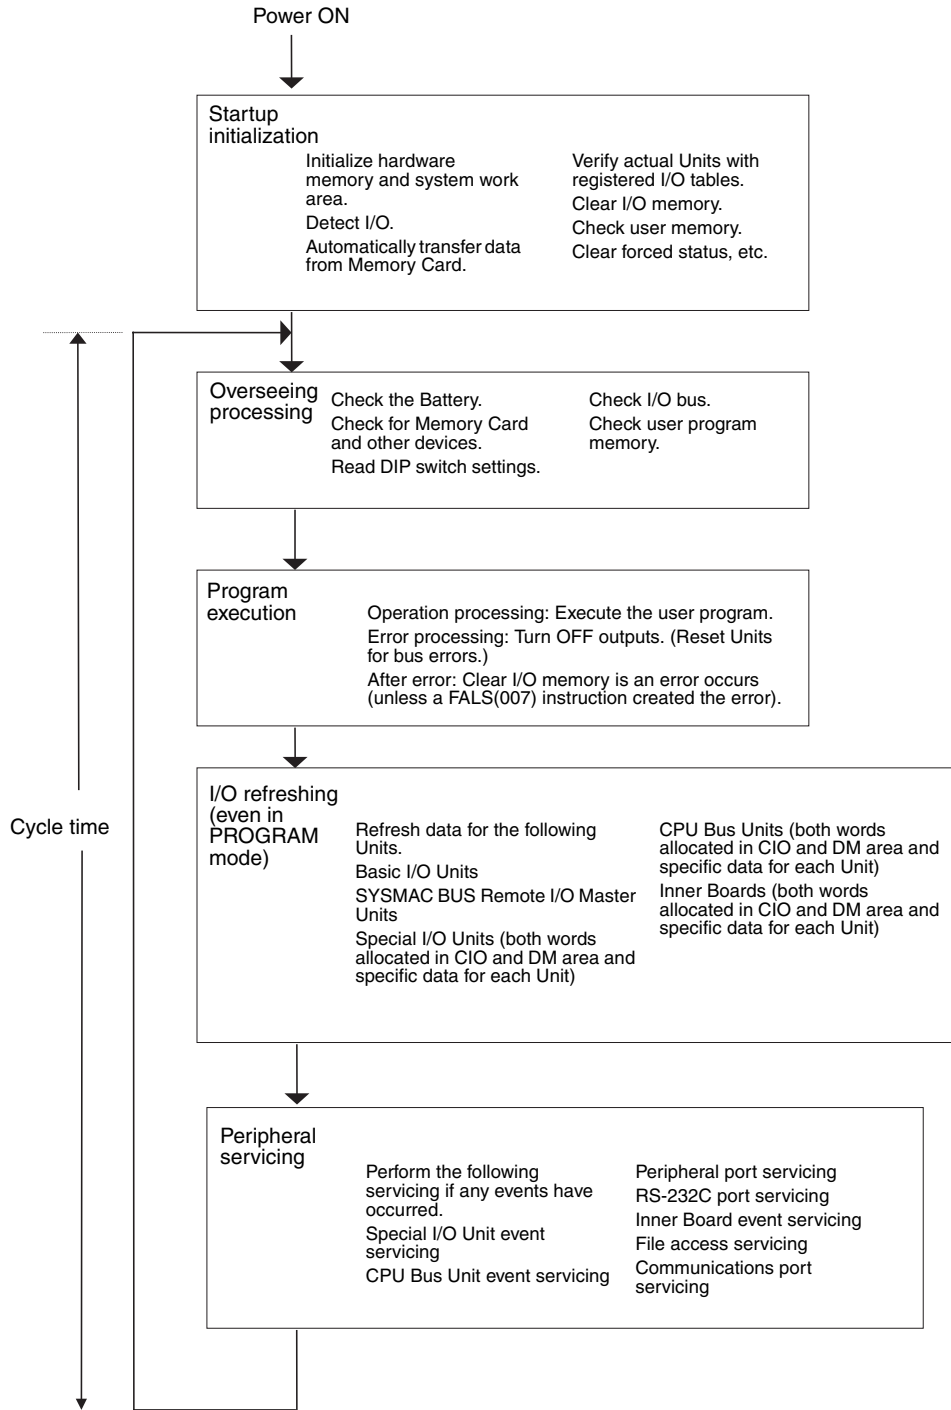 Power ON
Startup
initialization
Initialize hardware
memory and system work
area.
Detect I/O.
Automatically transfer data
from Memory Card.
Verify actual Units with
registered I/O tables.
Clear I/O memory.
Check user memory.
Clear forced status, etc.
Overseeing
processing
Check the Battery.
Check for Memory Card
and other devices.
Read DIP switch settings.
Check I/O bus.
Check user program
memory.
Program
execution
Operation processing: Execute the user program.
Error processing: Turn OFF outputs. (Reset Units
for bus errors.)
After error: Clear I/O memory is an error occurs
(unless a FALS(007) instruction created the error).
Cycle time
I/O refreshing
(even in
PROGRAM
mode)
Refresh data for the following
Units.
Basic I/O Units
SYSMAC BUS Remote I/O Master
Units
Special I/O Units (both words
allocated in CIO and DM area and
specific data for each Unit)
CPU Bus Units (both words
allocated in CIO and DM area and
specific data for each Unit)
Inner Boards (both words
allocated in CIO and DM area and
specific data for each Unit)
Peripheral
servicing
Perform the following
servicing if any events have
occurred.
Special I/O Unit event
servicing
CPU Bus Unit event servicing
Peripheral port servicing
RS-232C port servicing
Inner Board event servicing
File access servicing
Communications port
servicing